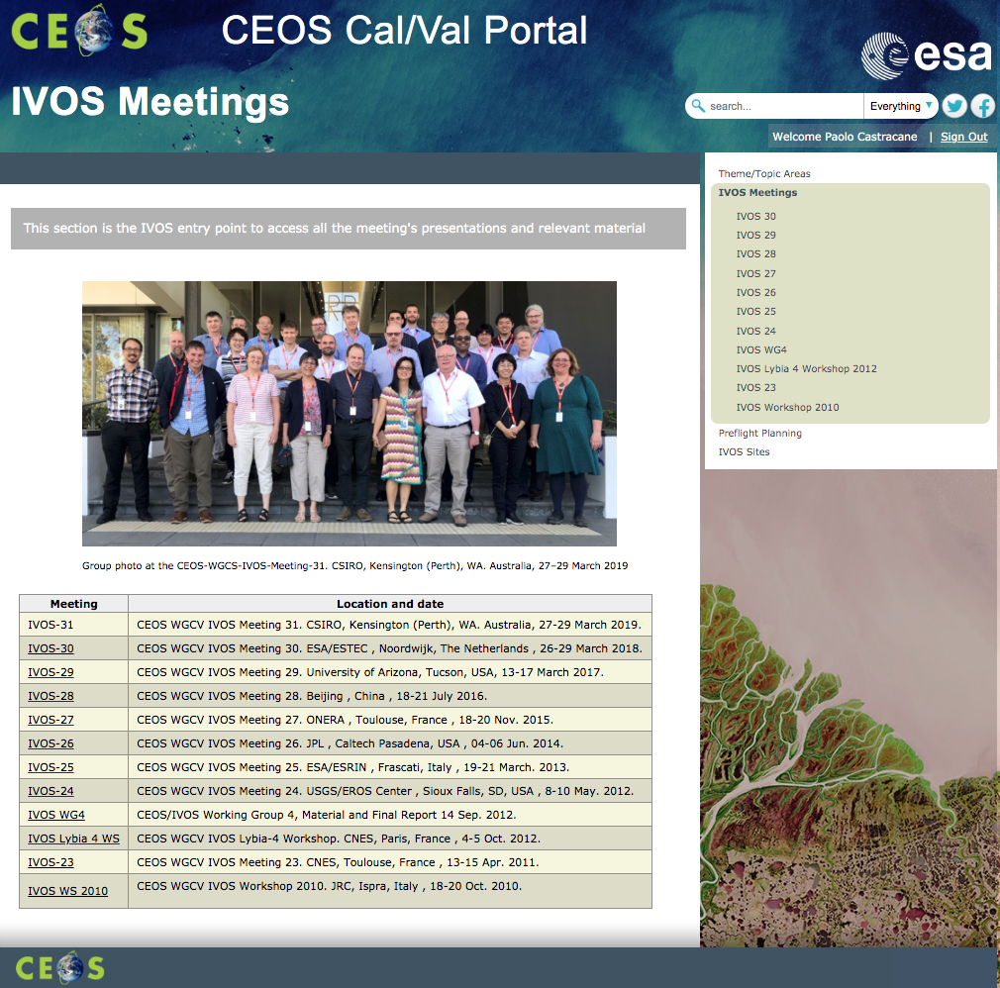 CEOS
CEOS Cal/Val Portal
esa
IVOS Meetings
search...
Everything
Welcome Paolo Castracane | Sign Out
This section is the IVOS entry point to access all the meeting's presentations and relevant material
Theme/Topic Areas
IVOS Meetings
IVOS 30
IVOS 29
IVOS 28
IVOS 27
IVOS 26
IVOS 25
IVOS 24
IVOS WG4
IVOS Lybia 4 Workshop 2012
IVOS 23
IVOS Workshop 2010
Preflight Planning
IVOS Sites
Group photo at the CEOS-WGCS-IVOS-Meeting-31. CSIRO, Kensington (Perth), WA. Australia, 27–29 March 2019
Meeting Location and date
IVOS-31 CEOS WGCV IVOS Meeting 31. CSIRO, Kensington (Perth), WA. Australia, 27-29 March 2019.
IVOS-30 CEOS WGCV IVOS Meeting 30. ESA/ESTEC , Noordwijk, The Netherlands , 26-29 March 2018.
IVOS-29 CEOS WGCV IVOS Meeting 29. University of Arizona, Tucson, USA, 13-17 March 2017.
IVOS-28 CEOS WGCV IVOS Meeting 28. Beijing , China , 18-21 July 2016.
IVOS-27 CEOS WGCV IVOS Meeting 27. ONERA , Toulouse, France , 18-20 Nov. 2015.
IVOS-26 CEOS WGCV IVOS Meeting 26. JPL , Caltech Pasadena, USA , 04-06 Jun. 2014.
IVOS-25 CEOS WGCV IVOS Meeting 25. ESA/ESRIN , Frascati, Italy , 19-21 March. 2013.
IVOS-24 CEOS WGCV IVOS Meeting 24. USGS/EROS Center , Sioux Falls, SD, USA , 8-10 May. 2012.
IVOS WG4 CEOS/IVOS Working Group 4, Material and Final Report 14 Sep. 2012.
IVOS Lybia 4 WS CEOS WGCV IVOS Lybia-4 Workshop. CNES, Paris, France , 4-5 Oct. 2012.
IVOS-23 CEOS WGCV IVOS Meeting 23. CNES, Toulouse, France , 13-15 Apr. 2011.
IVOS WS 2010 CEOS WGCV IVOS Workshop 2010. JRC, Ispra, Italy , 18-20 Oct. 2010.
CEOS